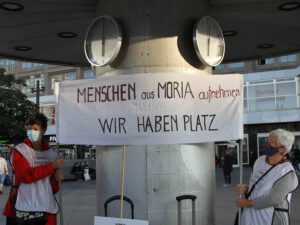 MENSCHEN aus MORIA aufnehmen
WIR HABEN PLATZ